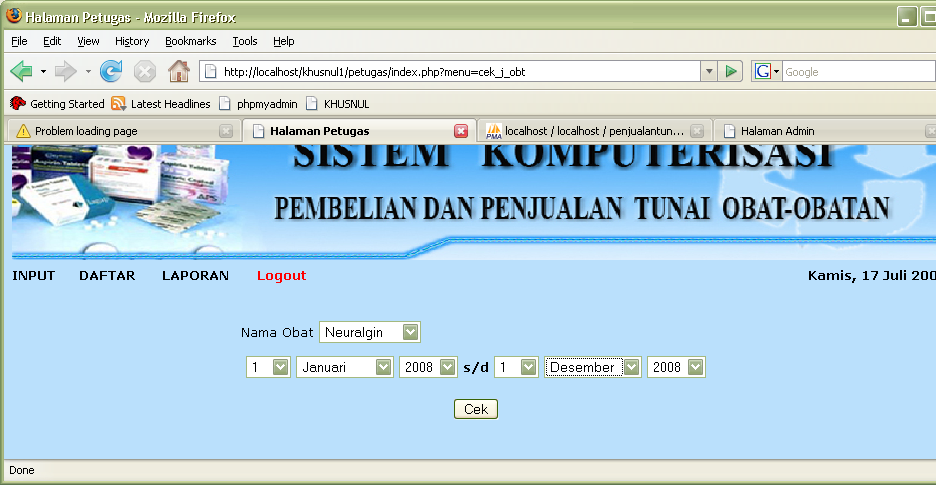 Halaman Petugas - Mozilla Firefox
File Edit View History Bookmarks Tools Help
http://localhost/khusnul1/petugas/index.php?menu=cek_j_obt G Google
Getting Started Latest Headlines phpmyadmin KHUSNUL
Problem loading page Halaman Petugas PMA localhost / localhost / penjualantun... Halaman Admin
SISTEM KOMPUTERISASI
PEMBELIAN DAN PENJUALAN TUNAI OBAT-OBATAN
INPUT DAFTAR LAPORAN Logout Kamis, 17 Juli 200
Nama Obat Neuralgin
1 Januari 2008 s/d 1 Desember 2008
Cek
Done